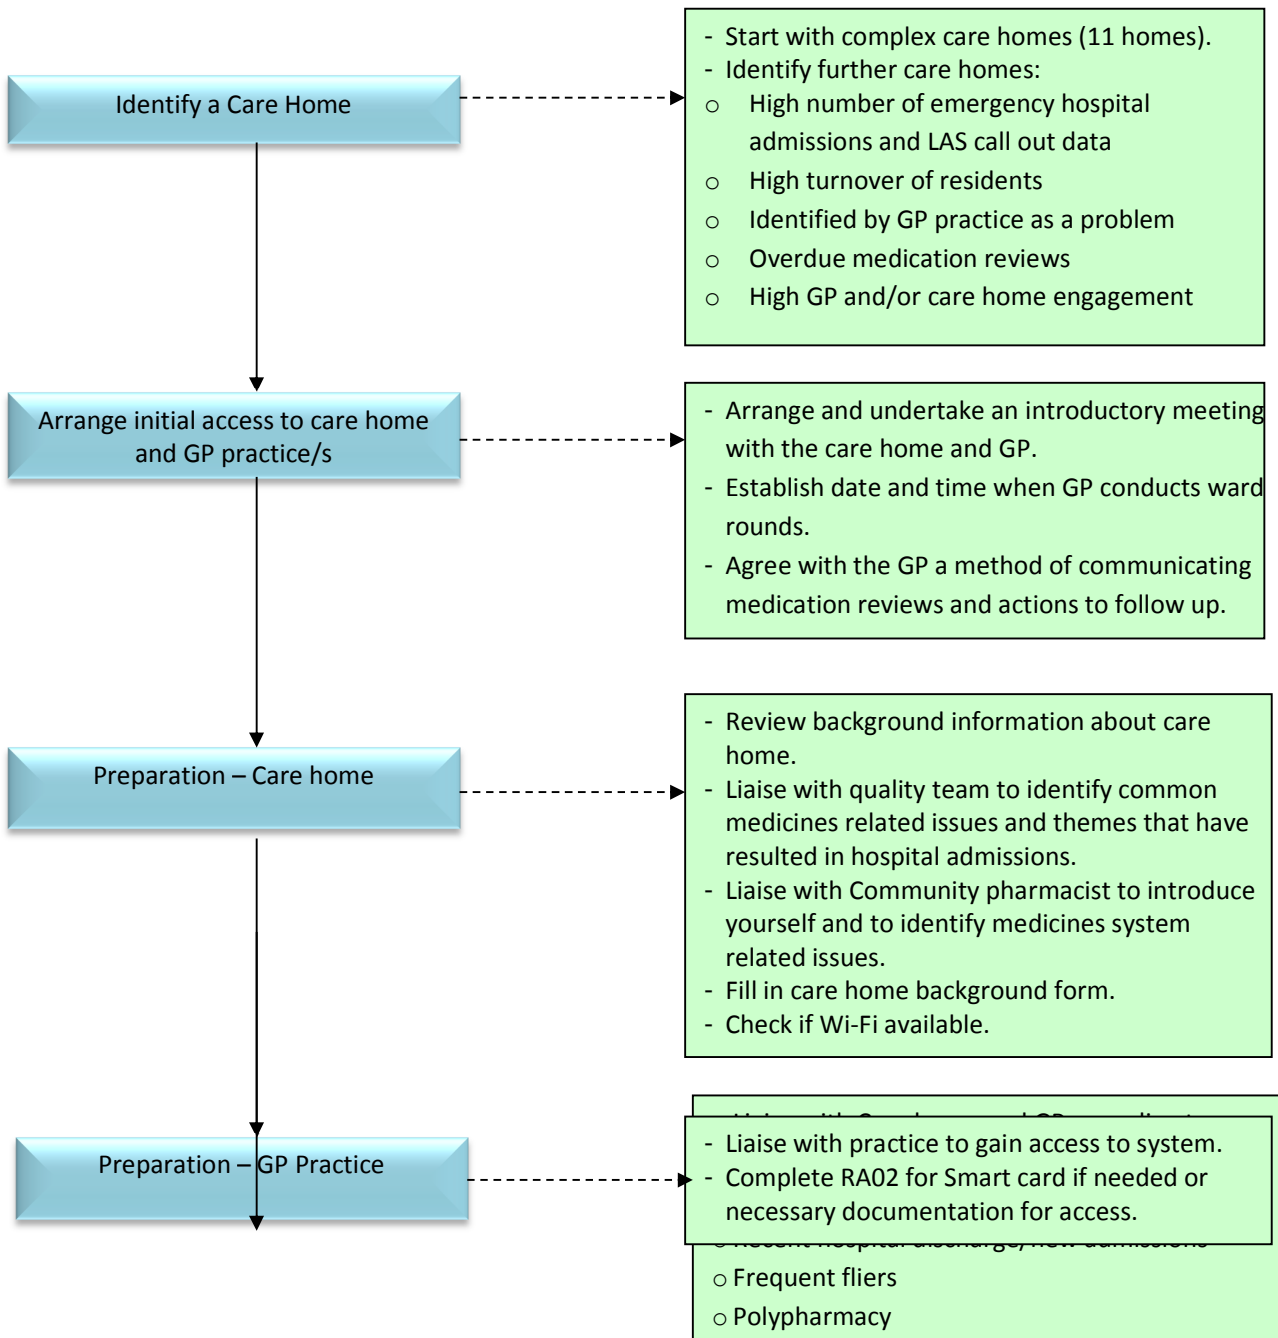 Identify a Care Home
- Start with complex care homes (11 homes).
- Identify further care homes:
o High number of emergency hospital
admissions and LAS call out data
o High turnover of residents
o Identified by GP practice as a problem
o Overdue medication reviews
o High GP and/or care home engagement
Arrange initial access to care home
and GP practice/s
- Arrange and undertake an introductory meeting
with the care home and GP.
- Establish date and time when GP conducts ward
rounds.
- Agree with the GP a method of communicating
medication reviews and actions to follow up.
Preparation – Care home
- Review background information about care
home.
- Liaise with quality team to identify common
medicines related issues and themes that have
resulted in hospital admissions.
- Liaise with Community pharmacist to introduce
yourself and to identify medicines system
related issues.
- Fill in care home background form.
- Check if Wi-Fi available.
Preparation – GP Practice
- Liaise with practice to gain access to system.
- Complete RA02 for Smart card if needed or
necessary documentation for access.
o Recent hospital discharge/new admissions
o Frequent fliers
o Polypharmacy